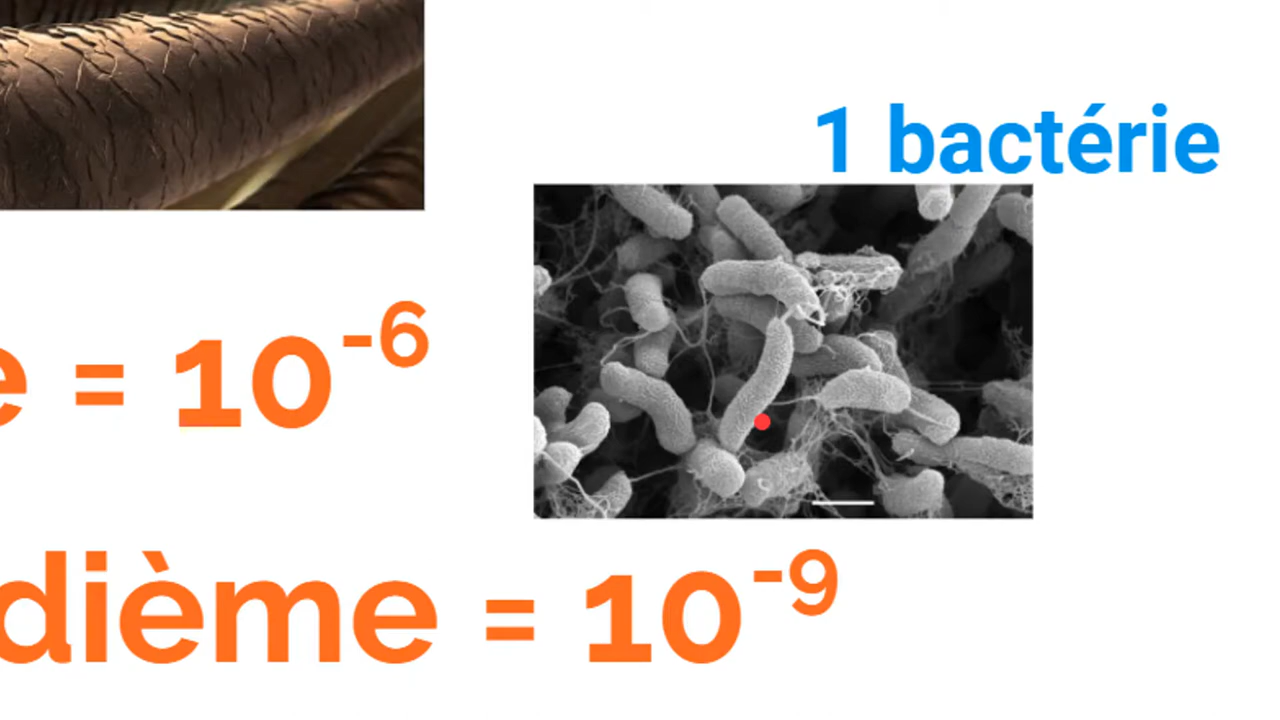 1 bactérie
e = 10⁻⁶
dième = 10⁻⁹